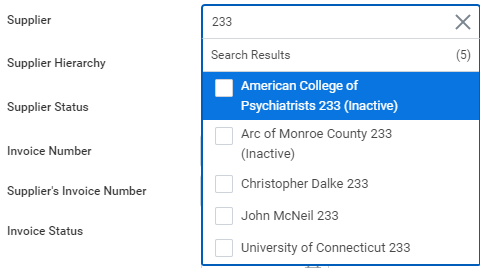 Supplier
233
Search Results (5)
Supplier Hierarchy
American College of
Psychiatrists 233 (Inactive)
Supplier Status
Arc of Monroe County 233
(Inactive)
Invoice Number
Christopher Dalke 233
Supplier's Invoice Number
John McNeil 233
Invoice Status
University of Connecticut 233